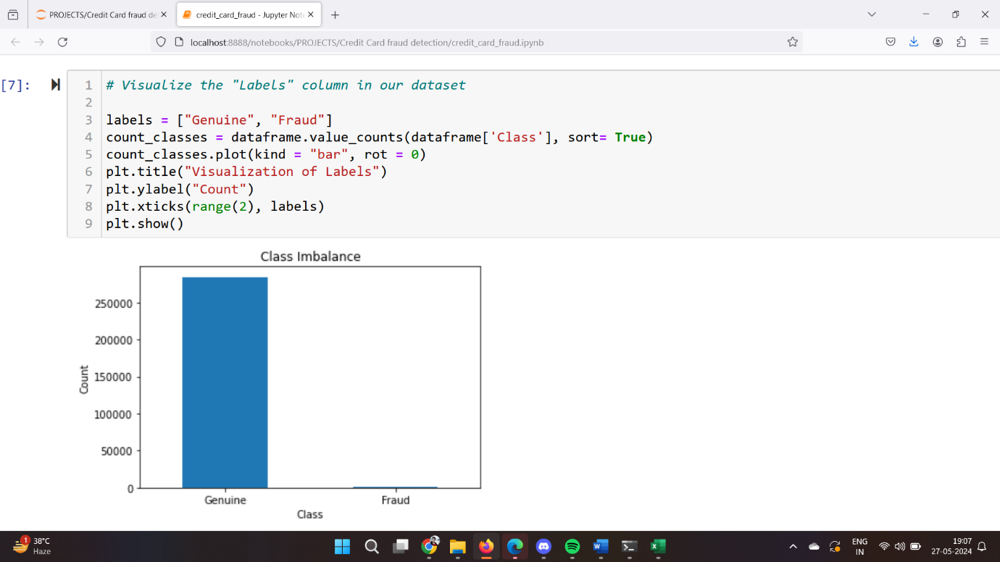 PROJECTS/Credit Card fraud de
credit_card_fraud - Jupyter Not
localhost:8888/notebooks/PROJECTS/Credit Card fraud detection/credit_card_fraud.ipynb
[7]:
1 # Visualize the "Labels" column in our dataset
2
3 labels = ["Genuine", "Fraud"]
4 count_classes = dataframe.value_counts(dataframe['Class'], sort= True)
5 count_classes.plot(kind = "bar", rot = 0)
6 plt.title("Visualization of Labels")
7 plt.ylabel("Count")
8 plt.xticks(range(2), labels)
9 plt.show()
Class Imbalance
250000
200000
150000
100000
50000
0
Count
Genuine Fraud
Class
1
38°C
Haze
ENG
IN
19:07
27-05-2024